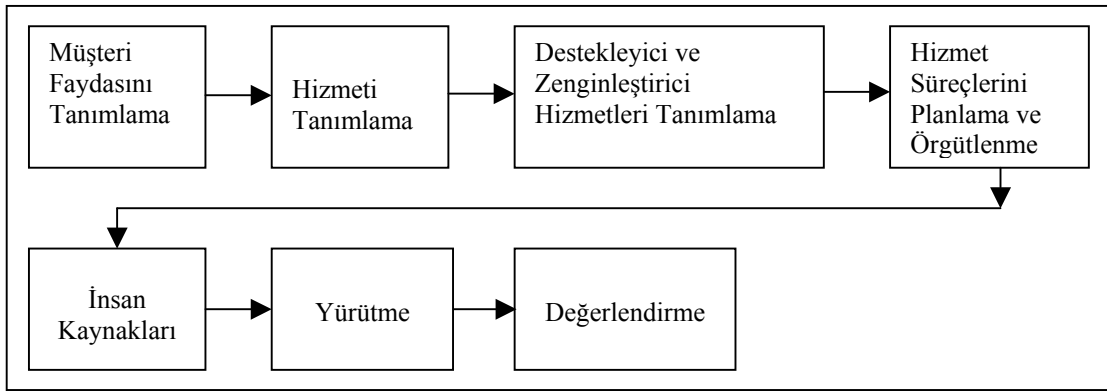 Müşteri
Faydasını
Tanımlama
Hizmeti
Tanımlama
Destekleyici ve
Zenginleştirici
Hizmetleri Tanımlama
Hizmet
Süreçlerini
Planlama ve
Örgütlenme
İnsan
Kaynakları
Yürütme
Değerlendirme